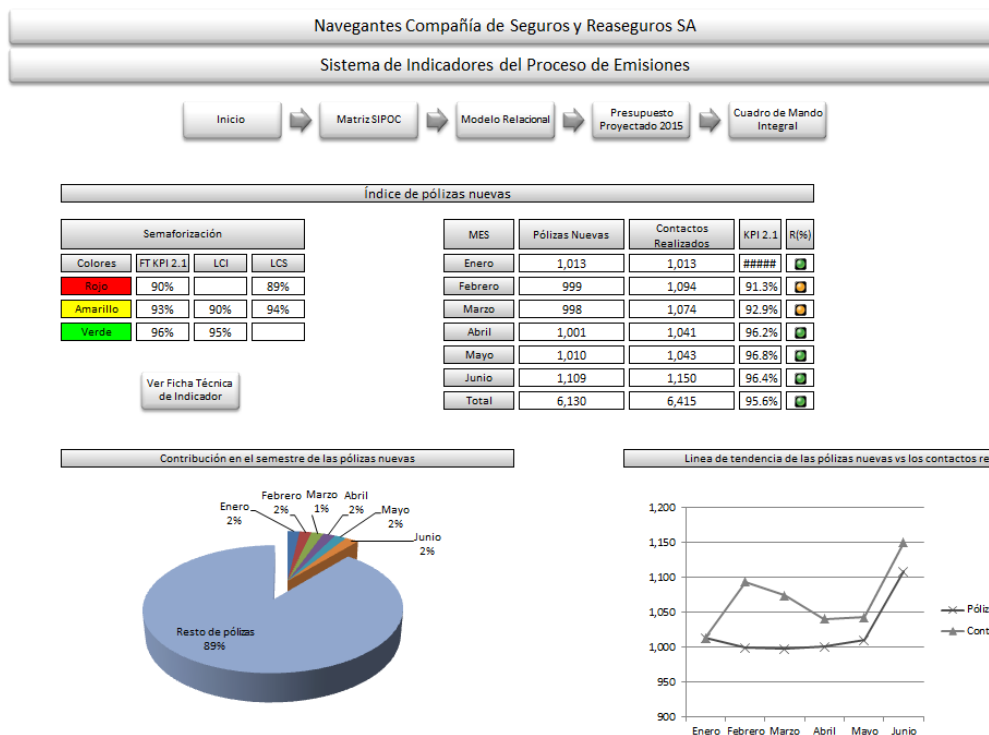 Navegantes Compañía de Seguros y Reaseguros SA
Sistema de Indicadores del Proceso de Emisiones
Inicio
Matriz SIPOC
Modelo Relacional
Presupuesto
Proyectado 2015
Cuadro de Mando
Integral
Índice de pólizas nuevas
Semaforización
Colores FT KPI 2.1 LCI LCS
Rojo 90% 89%
Amarillo 93% 90% 94%
Verde 96% 95%
Ver Ficha Técnica
de Indicador
MES Pólizas Nuevas Contactos Realizados KPI 2.1 R(%)
Enero 1,013 1,013 #####
Febrero 999 1,094 91.3%
Marzo 998 1,074 92.9%
Abril 1,001 1,041 96.2%
Mayo 1,010 1,043 96.8%
Junio 1,109 1,150 96.4%
Total 6,130 6,415 95.6%
Contribución en el semestre de las pólizas nuevas
Enero
2%
Febrero
2%
Marzo
1%
Abril
2%
Mayo
2%
Junio
2%
Resto de pólizas
89%
Linea de tendencia de las pólizas nuevas vs los contactos re
1,200
1,150
1,100
1,050
1,000
950
900
Enero Febrero Marzo Abril Mayo Junio
Póliz
Cont